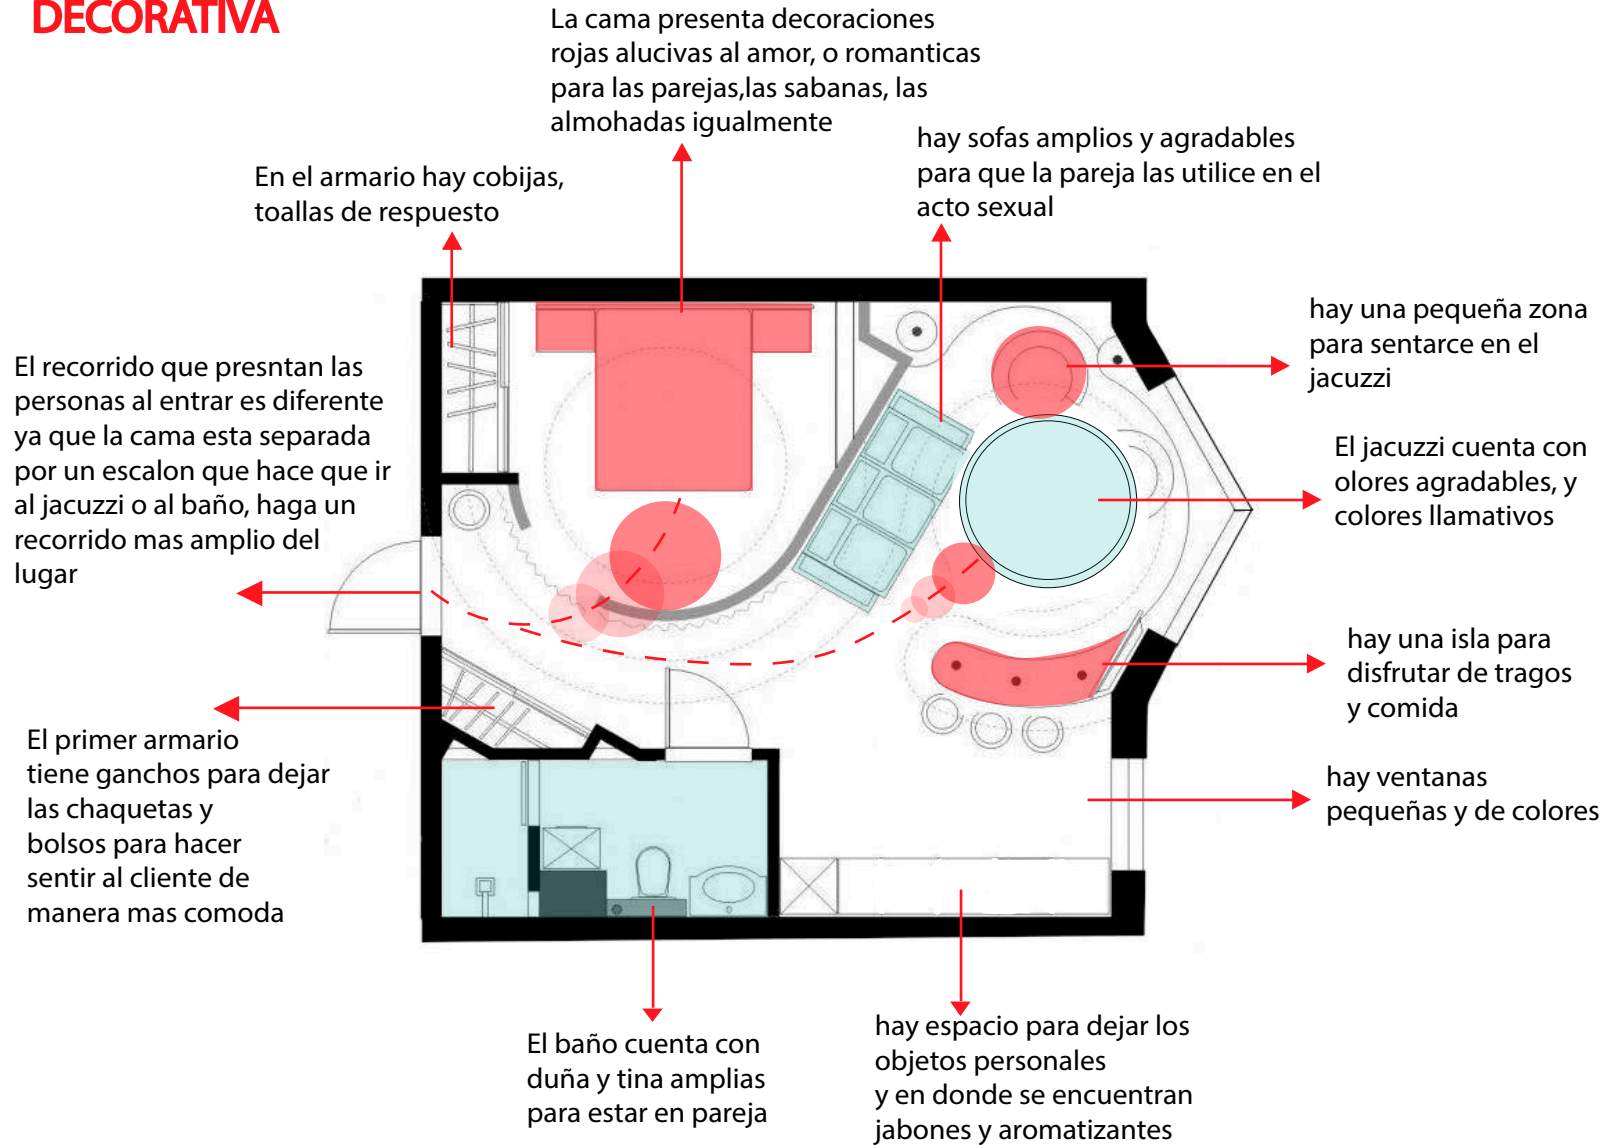 DECORATIVA
La cama presenta decoraciones
rojas alucivas al amor, o romanticas
para las parejas,las sabanas, las
almohadas igualmente
hay sofas amplios y agradables
para que la pareja las utilice en el
acto sexual
En el armario hay cobijas,
toallas de respuesto
hay una pequeña zona
para sentarce en el
jacuzzi
El recorrido que presntan las
personas al entrar es diferente
ya que la cama esta separada
por un escalon que hace que ir
al jacuzzi o al baño, haga un
recorrido mas amplio del
lugar
El jacuzzi cuenta con
olores agradables, y
colores llamativos
hay una isla para
disfrutar de tragos
y comida
El primer armario
tiene ganchos para dejar
las chaquetas y
bolsos para hacer
sentir al cliente de
manera mas comoda
hay ventanas
pequeñas y de colores
El baño cuenta con
duña y tina amplias
para estar en pareja
hay espacio para dejar los
objetos personales
y en donde se encuentran
jabones y aromatizantes